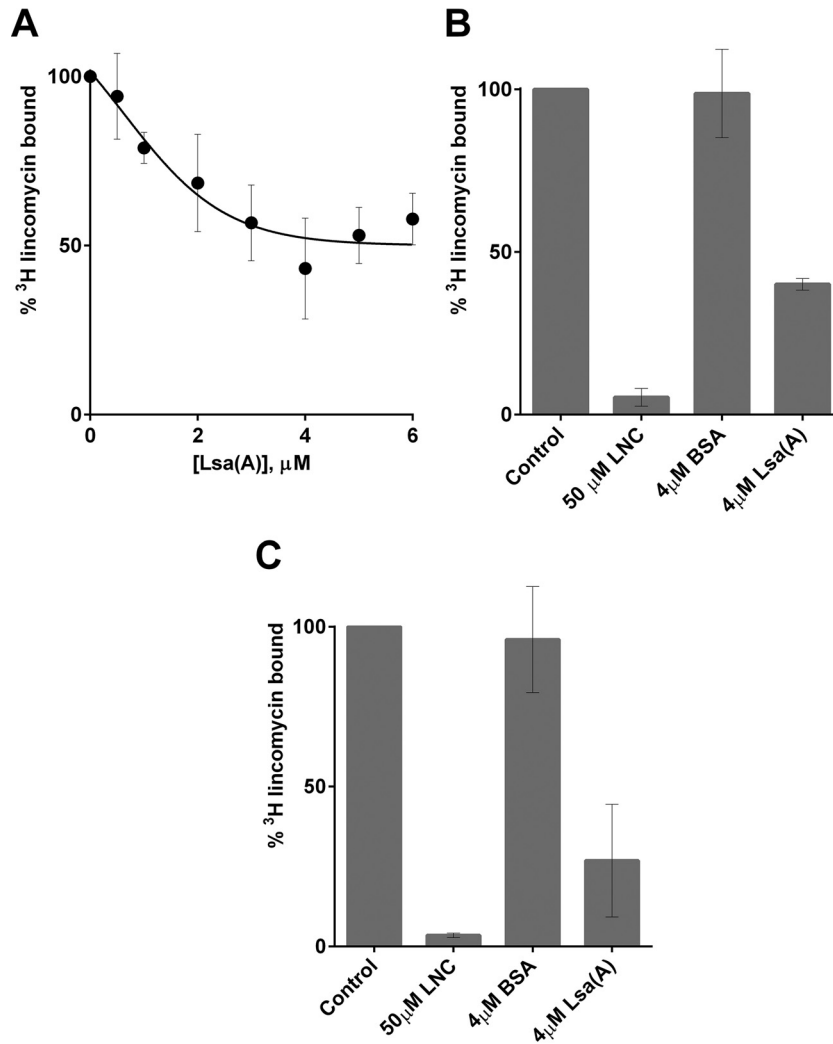 A
% ³H lincomycin bound
100
50
0
0 2 4 6
[Lsa(A)], μM
B
% ³H lincomycin bound
100
50
0
Control
50 μM LNC
4μM BSA
4μM Lsa(A)
C
% ³H lincomycin bound
100
50
0
Control
50μM LNC
4μM BSA
4μM Lsa(A)